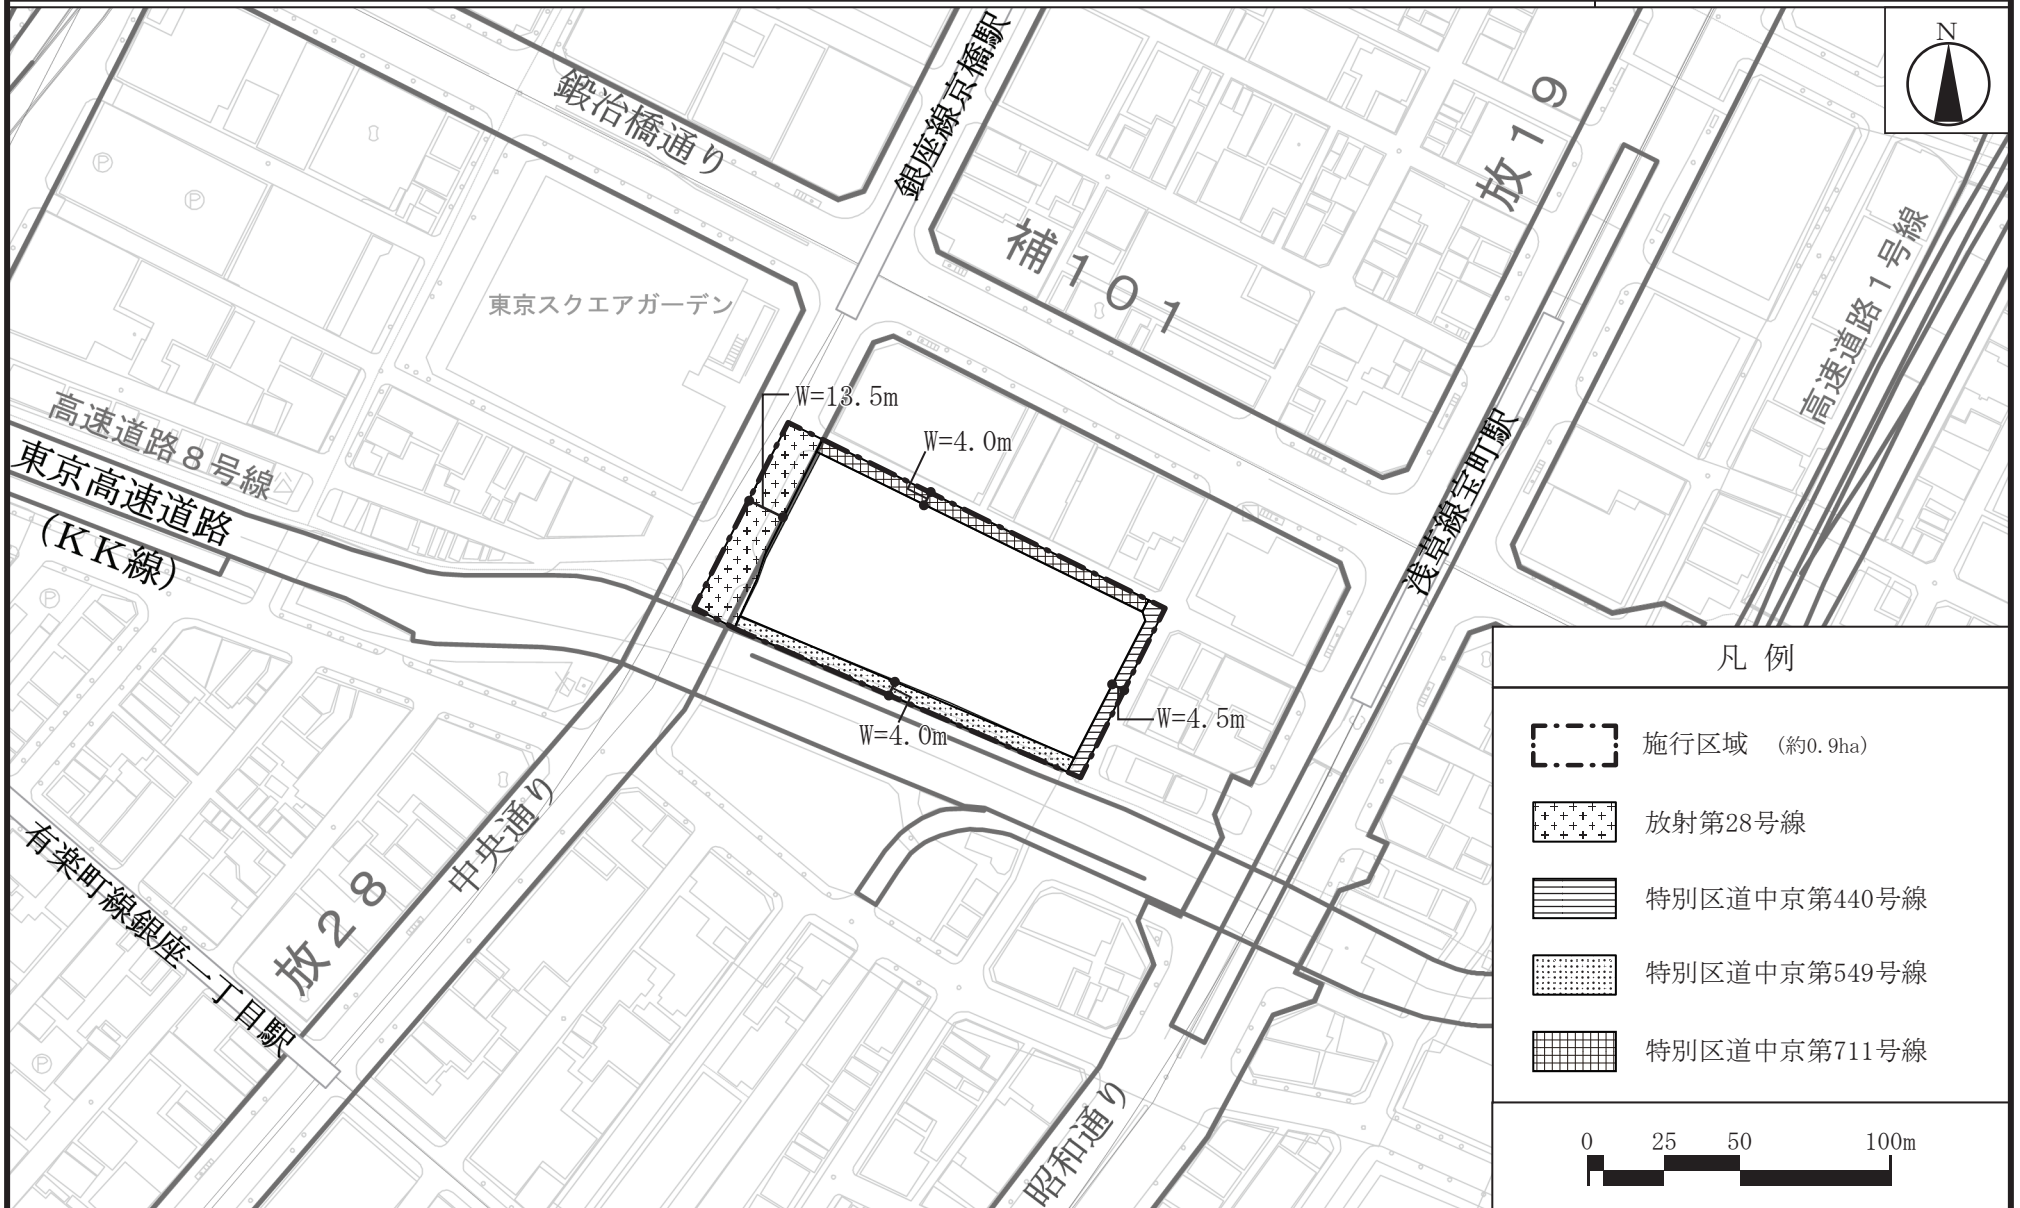 N
鍛冶橋通り
銀座線京橋駅
放19
補101
東京スクエアガーデン
高速道路1号線
W=13.5m
W=4.0m
高速道路8号線
東京高速道路
(KK線)
浅草線宝町駅
W=4.5m
W=4.0m
中央通り
有楽町線銀座一丁目駅
放28
昭和通り
P
P
P
P
凡 例
施行区域 (約0.9ha)
放射第28号線
特別区道中京第440号線
特別区道中京第549号線
特別区道中京第711号線
0 25 50 100m